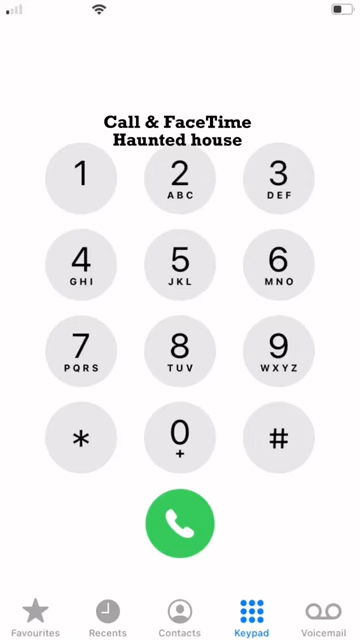 Call & FaceTime
Haunted house
1
2
ABC
3
DEF
4
GHI
5
JKL
6
MNO
7
PQRS
8
TUV
9
WXYZ
*
0
+
#
Favourites
Recents
Contacts
Keypad
Voicemail